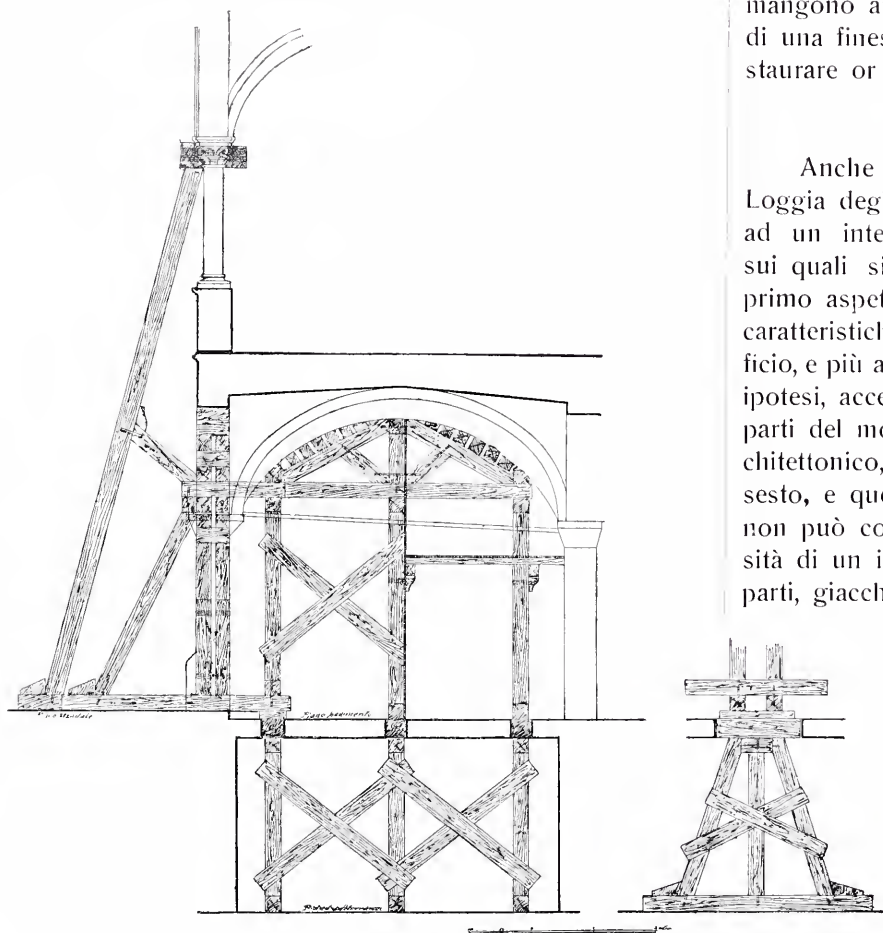 mangono a
di una fines
staurare or
Anche
Loggia deg
ad un inte
sui quali si
primo aspet
caratteristich
ficio, e più a
ipotesi, acce
parti del mo
chitettonico,
sesto, e que
non può co
sità di un i
parti, giacch
Piano stradale
Piano pavimento